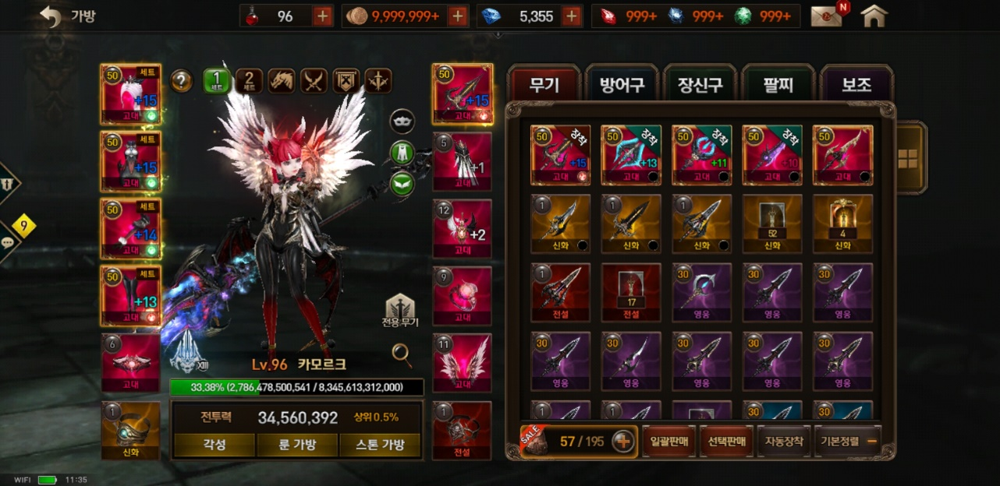 가방
96
9,999,999+
5,355
999+
999+
999+
N
50 세트 +15 고대
?
1 세트
2 세트
50 +15 고대
50 세트 +15 고대
5 +1 고대
50 세트 +14 고대
12 +2 고대
50 세트 +13 고대
9 고대
6 고대
11 고대
1 신화
1 전설
9
전용 무기
XIII
Lv.96 카모르크
33.38% (2,786,478,500,541 / 8,345,613,312,000)
전투력 34,560,392 상위 0.5%
각성 룬 가방 스톤 가방
무기 방어구 장신구 팔찌 보조
50 장착 +15 고대
50 장착 +13 고대
50 장착 +11 고대
50 장착 +10 고대
50 고대
1 신화
1 신화
1 신화
52 신화
4 신화
1 전설
17 전설
30 영웅
30 영웅
30 영웅
30 영웅
30 영웅
30 영웅
30 영웅
30 영웅
1
1
30
30
SALE 57 / 195 일괄판매 선택판매 자동장착 기본정렬
WIFI 11:35